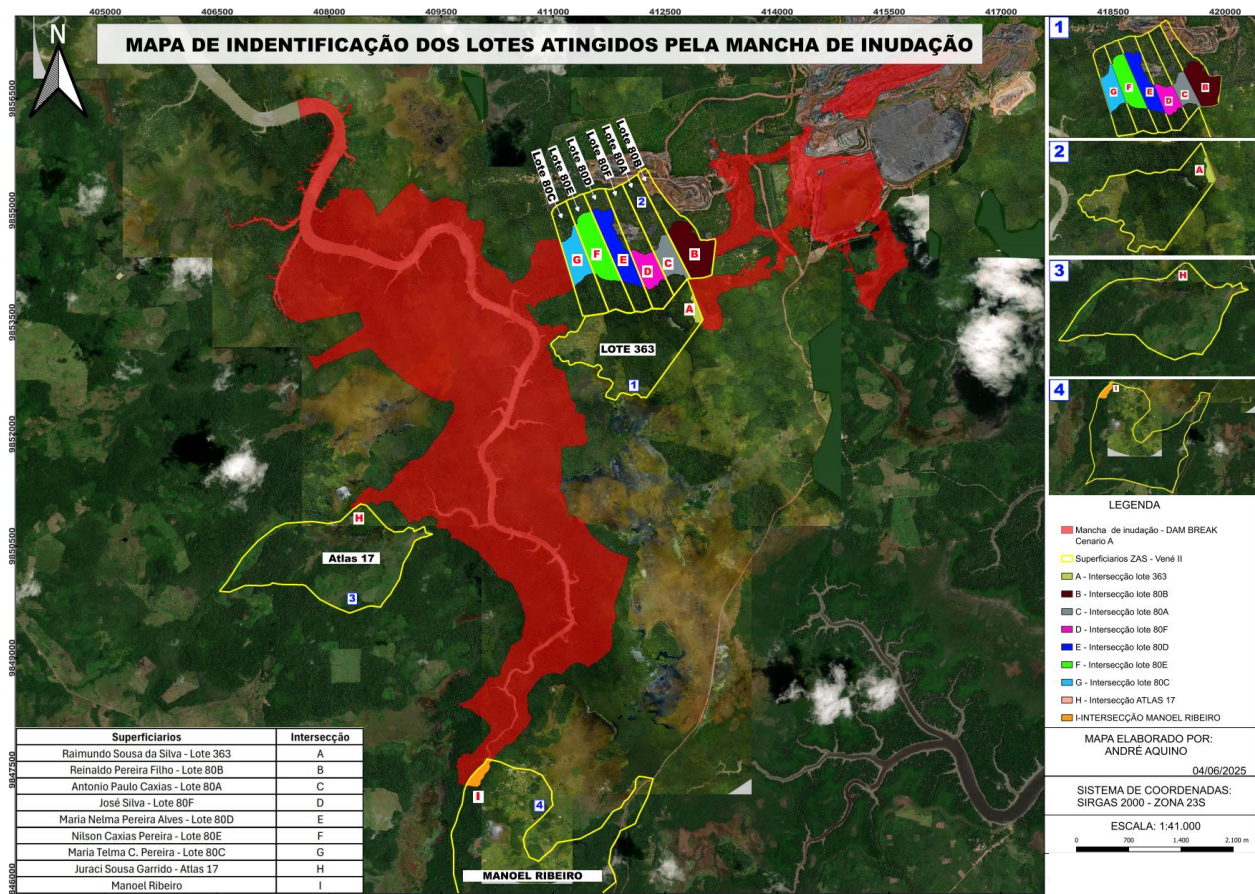 405000 406500 408000 409500 411000 412500 414000 415500 417000 418500 420000
MAPA DE INDENTIFICAÇÃO DOS LOTES ATINGIDOS PELA MANCHA DE INUDAÇÃO
N
9856500
9855000
9853500
9852000
9850500
9849000
9847500
9846000
Lote 80C
Lote 80E
Lote 80D
Lote 80F
Lote 80A
Lote 80B
2
G
F
E
D
C
B
A
LOTE 363
1
H
Atlas 17
3
I
4
MANOEL RIBEIRO
Superficiarios Intersecção
Raimundo Sousa da Silva - Lote 363 A
Reinaldo Pereira Filho - Lote 80B B
Antonio Paulo Caxias - Lote 80A C
José Silva - Lote 80F D
Maria Nelma Pereira Alves - Lote 80D E
Nilson Caxias Pereira - Lote 80E F
Maria Telma C. Pereira - Lote 80C G
Juraci Sousa Garrido - Atlas 17 H
Manoel Ribeiro I
1
G
F
E
D
C
B
2
A
3
H
4
I
LEGENDA
Mancha de inudação - DAM BREAK
Cenario A
Superficiarios ZAS - Vené II
A - Intersecção lote 363
B - Intersecção lote 80B
C - Intersecção lote 80A
D - Intersecção lote 80F
E - Intersecção lote 80D
F - Intersecção lote 80E
G - Intersecção lote 80C
H - Intersecção ATLAS 17
I-INTERSECÇÃO MANOEL RIBEIRO
MAPA ELABORADO POR:
ANDRÉ AQUINO
04/06/2025
SISTEMA DE COORDENADAS:
SIRGAS 2000 - ZONA 23S
ESCALA: 1:41.000
0 700 1.400 2.100 m